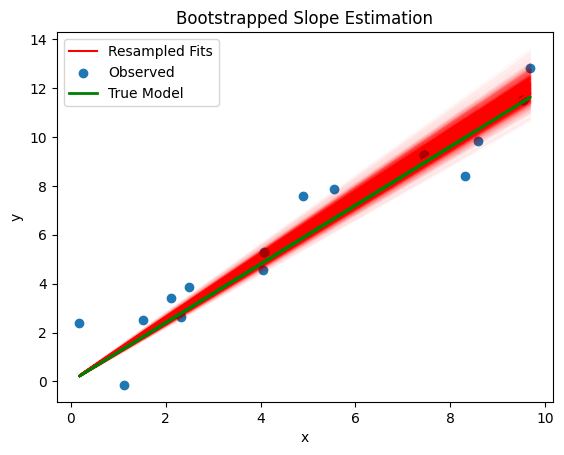 Bootstrapped Slope Estimation
14
12
10
8
6
4
2
0
y
Resampled Fits
Observed
True Model
0
2
4
6
8
10
x